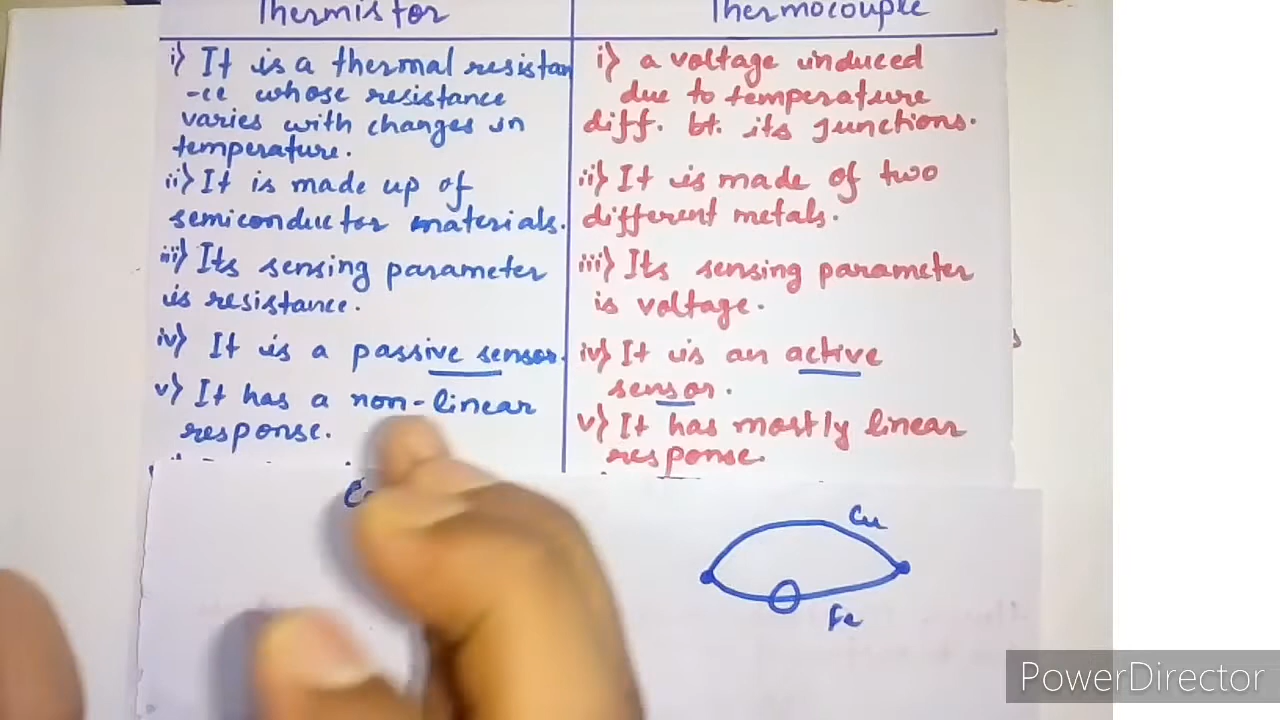 Thermistor
Thermocouple
i) It is a thermal resistan
-ce whose resistance
varies with changes in
temperature.
ii) It is made up of
semiconductor materials.
iii) Its sensing parameter
is resistance.
iv) It is a passive sensor.
v) It has a non-linear
response.
i) a voltage induced
due to temperature
diff. bt. its junctions.
ii) It is made of two
different metals.
iii) Its sensing parameter
is voltage.
iv) It is an active
sensor.
v) It has mostly linear
response.
Cu
Fe
PowerDirector